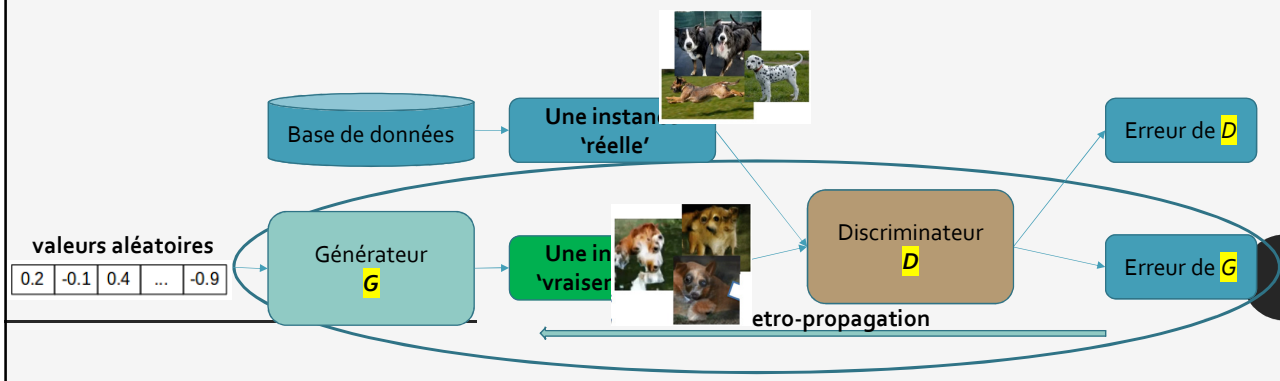 Base de données
Une instan
‘réelle’
Erreur de D
valeurs aléatoires
0.2 -0.1 0.4 ... -0.9
Générateur
G
Une in
‘vraisem
Discriminateur
D
Erreur de G
etro-propagation